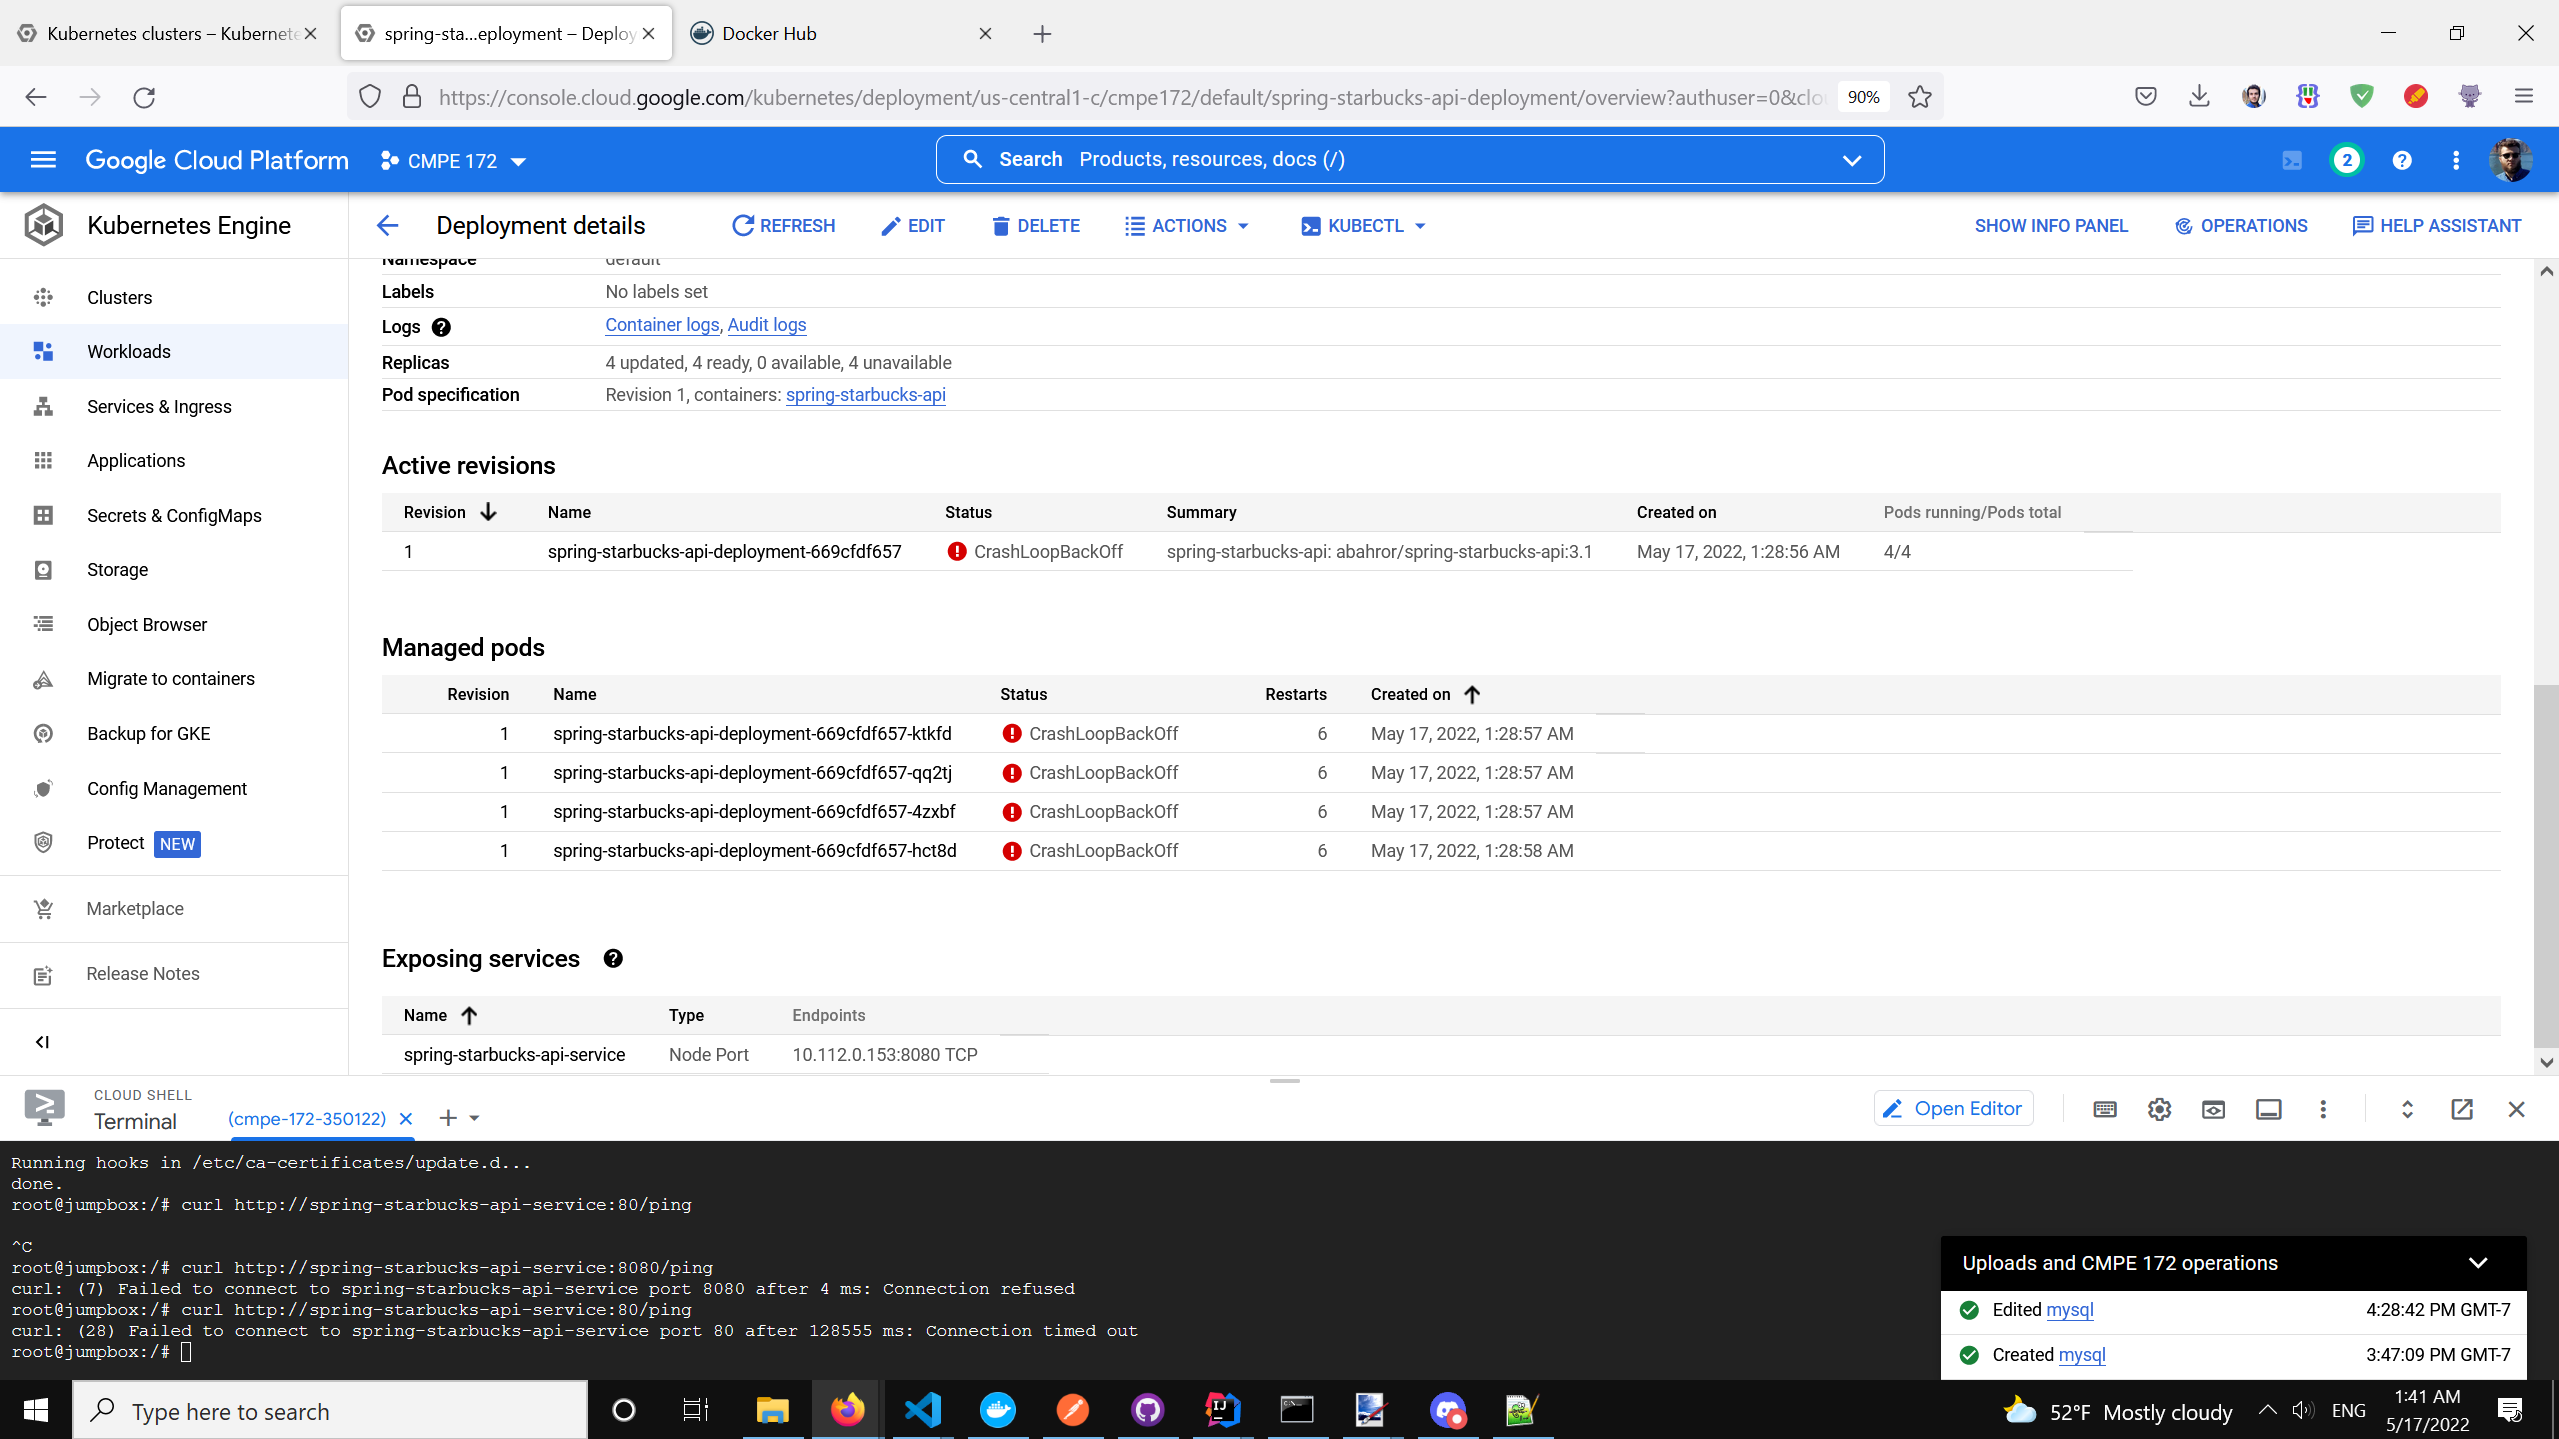 Kubernetes clusters – Kubernete
spring-sta...eployment – Deploy
Docker Hub
https://console.cloud.google.com/kubernetes/deployment/us-central1-c/cmpe172/default/spring-starbucks-api-deployment/overview?authuser=0&clo
90%
Google Cloud Platform
CMPE 172
Search Products, resources, docs (/)
2
Kubernetes Engine
Deployment details
REFRESH
EDIT
DELETE
ACTIONS
KUBECTL
SHOW INFO PANEL
OPERATIONS
HELP ASSISTANT
Clusters
Workloads
Services & Ingress
Applications
Secrets & ConfigMaps
Storage
Object Browser
Migrate to containers
Backup for GKE
Config Management
Protect NEW
Marketplace
Release Notes
Namespace default
Labels No labels set
Logs Container logs, Audit logs
Replicas 4 updated, 4 ready, 0 available, 4 unavailable
Pod specification Revision 1, containers: spring-starbucks-api
Active revisions
Revision Name Status Summary Created on Pods running/Pods total
1 spring-starbucks-api-deployment-669cfdf657 CrashLoopBackOff spring-starbucks-api: abahror/spring-starbucks-api:3.1 May 17, 2022, 1:28:56 AM 4/4
Managed pods
Revision Name Status Restarts Created on
1 spring-starbucks-api-deployment-669cfdf657-ktkfd CrashLoopBackOff 6 May 17, 2022, 1:28:57 AM
1 spring-starbucks-api-deployment-669cfdf657-qq2tj CrashLoopBackOff 6 May 17, 2022, 1:28:57 AM
1 spring-starbucks-api-deployment-669cfdf657-4zxbf CrashLoopBackOff 6 May 17, 2022, 1:28:57 AM
1 spring-starbucks-api-deployment-669cfdf657-hct8d CrashLoopBackOff 6 May 17, 2022, 1:28:58 AM
Exposing services
Name Type Endpoints
spring-starbucks-api-service Node Port 10.112.0.153:8080 TCP
CLOUD SHELL
Terminal
(cmpe-172-350122)
Open Editor
Running hooks in /etc/ca-certificates/update.d...
done.
root@jumpbox:/# curl http://spring-starbucks-api-service:80/ping
^C
root@jumpbox:/# curl http://spring-starbucks-api-service:8080/ping
curl: (7) Failed to connect to spring-starbucks-api-service port 8080 after 4 ms: Connection refused
root@jumpbox:/# curl http://spring-starbucks-api-service:80/ping
curl: (28) Failed to connect to spring-starbucks-api-service port 80 after 128555 ms: Connection timed out
root@jumpbox:/#
Uploads and CMPE 172 operations
Edited mysql 4:28:42 PM GMT-7
Created mysql 3:47:09 PM GMT-7
Type here to search
52°F Mostly cloudy
ENG
1:41 AM
5/17/2022